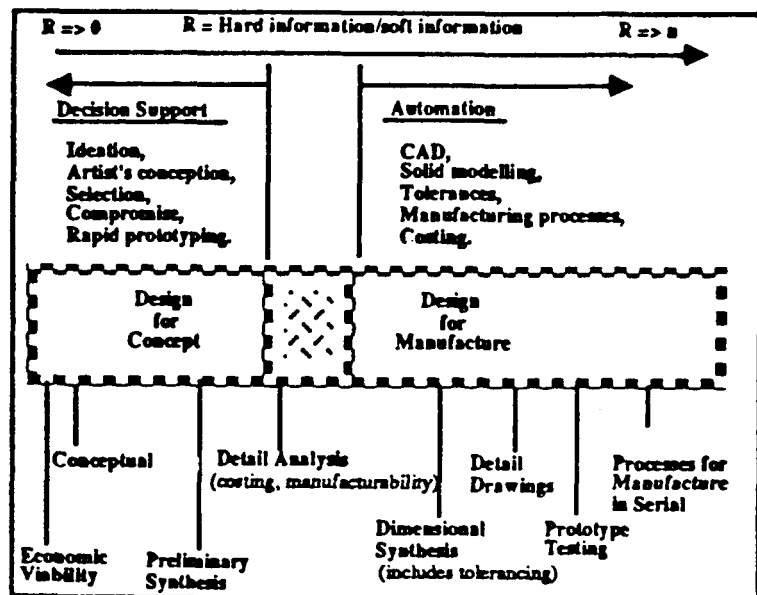 R => 0 R = Hard information/soft information R => n
Decision Support
Automation
Ideation,
Artist's conception,
Selection,
Compromise,
Rapid prototyping.
CAD,
Solid modelling,
Tolerances,
Manufacturing processes,
Costing.
Design
for
Concept
Design
for
Manufacture
Conceptual
Detail Analysis
(costing, manufacturability)
Detail
Drawings
Processes for
Manufacture
in Serial
Economic
Viability
Preliminary
Synthesis
Dimensional
Synthesis
(includes tolerancing)
Prototype
Testing